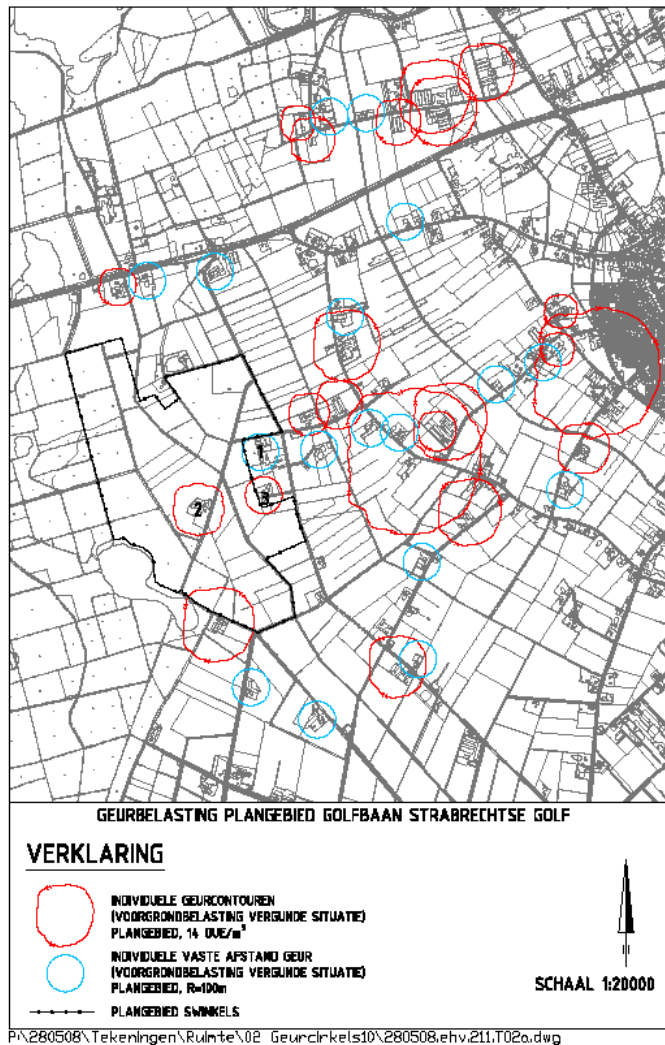 1
2
3
GEURBELASTING PLANGEBIED GOLFBAAN STRABRECHTSE GOLF
VERKLARING
INDIVIDUELE GEURCONTOUREN
(VOORGRONDBELASTING VERGUNDE SITUATIE)
PLANGEBIED, 14 OUE/m³
INDIVIDUELE VASTE AFSTAND GEUR
(VOORGRONDBELASTING VERGUNDE SITUATIE)
PLANGEBIED, R=100m
PLANGEBIED SWINKELS
SCHAAL 1:20000
P:\280508\Tekeningen\Ruimte\02 Geurcirkels10\280508.ehv.211.T02a.dwg